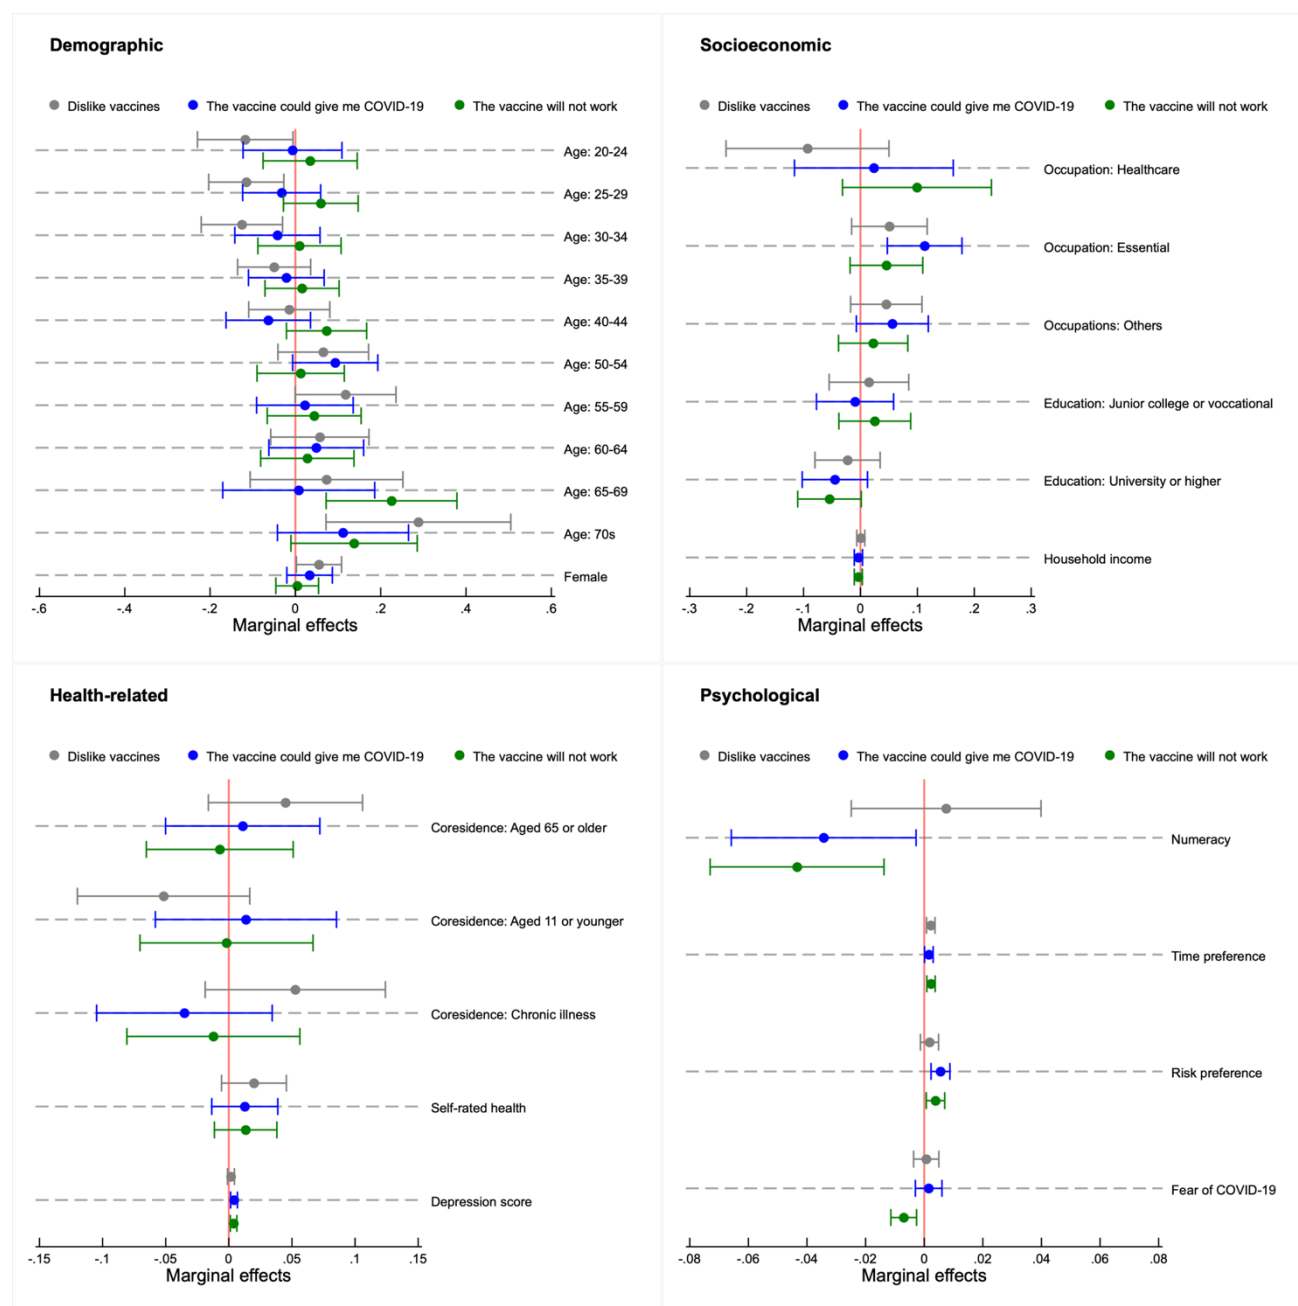 Demographic
Dislike vaccines The vaccine could give me COVID-19 The vaccine will not work
Age: 20-24
Age: 25-29
Age: 30-34
Age: 35-39
Age: 40-44
Age: 50-54
Age: 55-59
Age: 60-64
Age: 65-69
Age: 70s
Female
-.6 -.4 -.2 0 .2 .4 .6
Marginal effects
Socioeconomic
Dislike vaccines The vaccine could give me COVID-19 The vaccine will not work
Occupation: Healthcare
Occupation: Essential
Occupations: Others
Education: Junior college or voccational
Education: University or higher
Household income
-.3 -.2 -.1 0 .1 .2 .3
Marginal effects
Health-related
Dislike vaccines The vaccine could give me COVID-19 The vaccine will not work
Coresidence: Aged 65 or older
Coresidence: Aged 11 or younger
Coresidence: Chronic illness
Self-rated health
Depression score
-.15 -.1 -.05 0 .05 .1 .15
Marginal effects
Psychological
Dislike vaccines The vaccine could give me COVID-19 The vaccine will not work
Numeracy
Time preference
Risk preference
Fear of COVID-19
-.08 -.06 -.04 -.02 0 .02 .04 .06 .08
Marginal effects